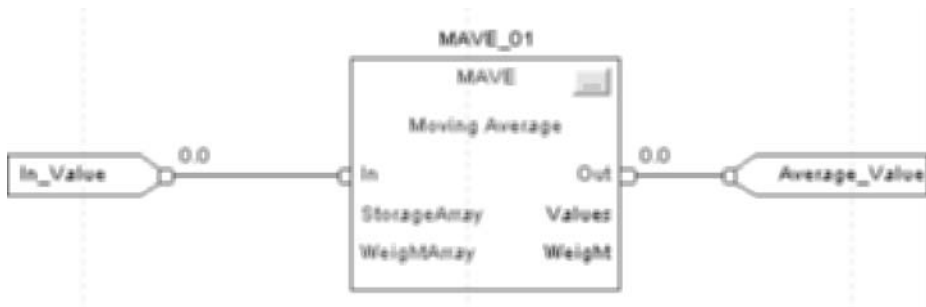 MAVE_01
MAVE
Moving Average
In_Value 0.0 In Out 0.0 Average_Value
StorageArray Values
WeightArray Weight